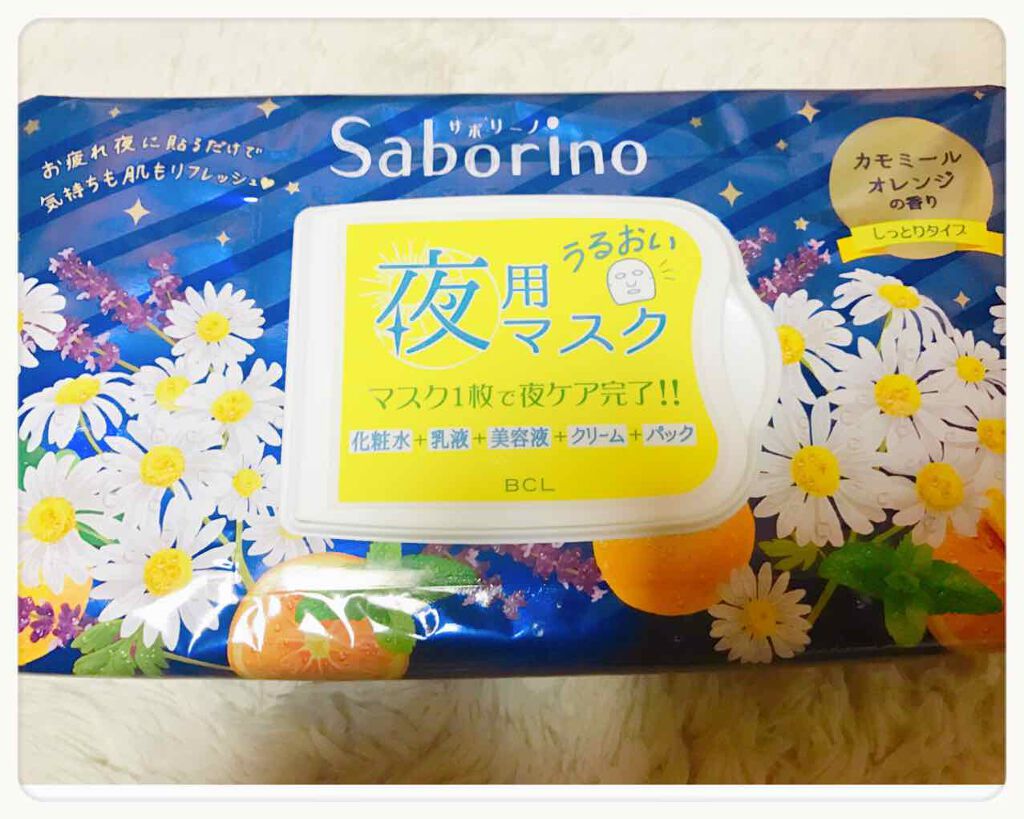 お疲れ夜に貼るだけで
気持ちも肌もリフレッシュ♥
サボリーノ
Saborino
カモミール
オレンジ
の香り
しっとりタイプ
うるおい
夜用
マスク
マスク1枚で夜ケア完了!!
化粧水+乳液+美容液+クリーム+パック
BCL